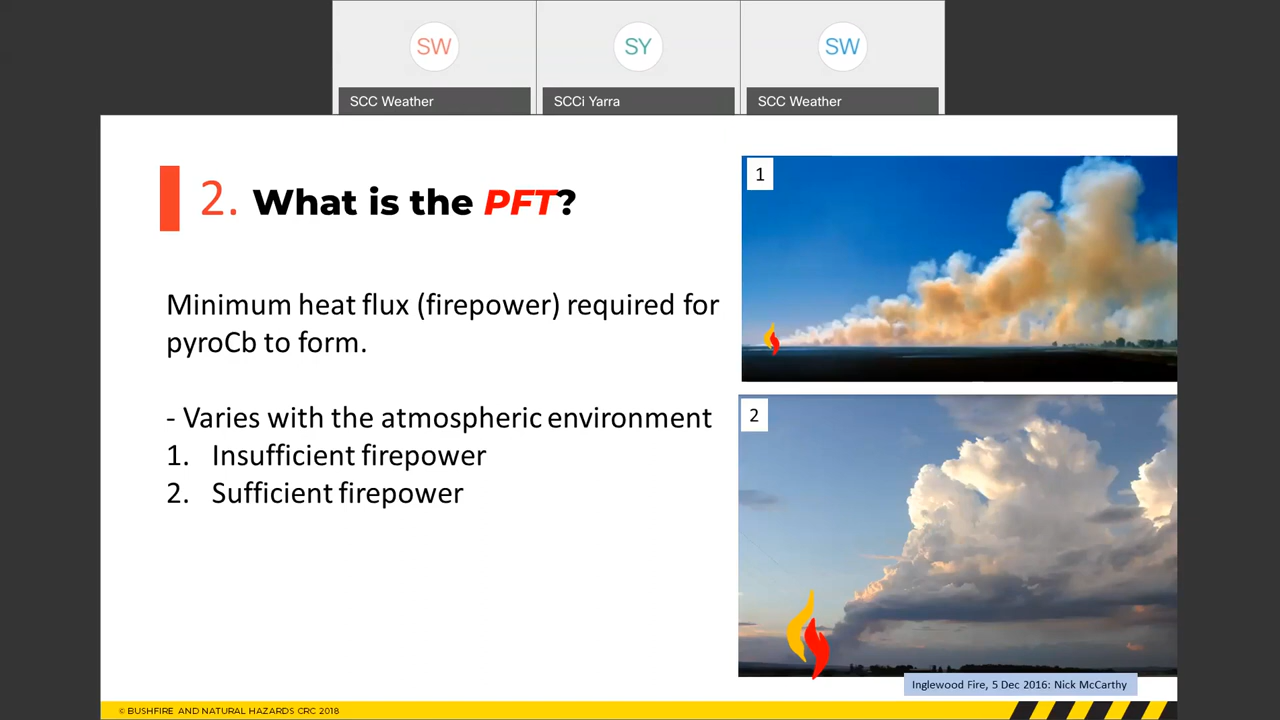 SW
SY
SW
SCC Weather
SCCi Yarra
SCC Weather
2. What is the PFT?
Minimum heat flux (firepower) required for
pyroCb to form.
- Varies with the atmospheric environment
1. Insufficient firepower
2. Sufficient firepower
1
2
Inglewood Fire, 5 Dec 2016: Nick McCarthy
© BUSHFIRE AND NATURAL HAZARDS CRC 2018